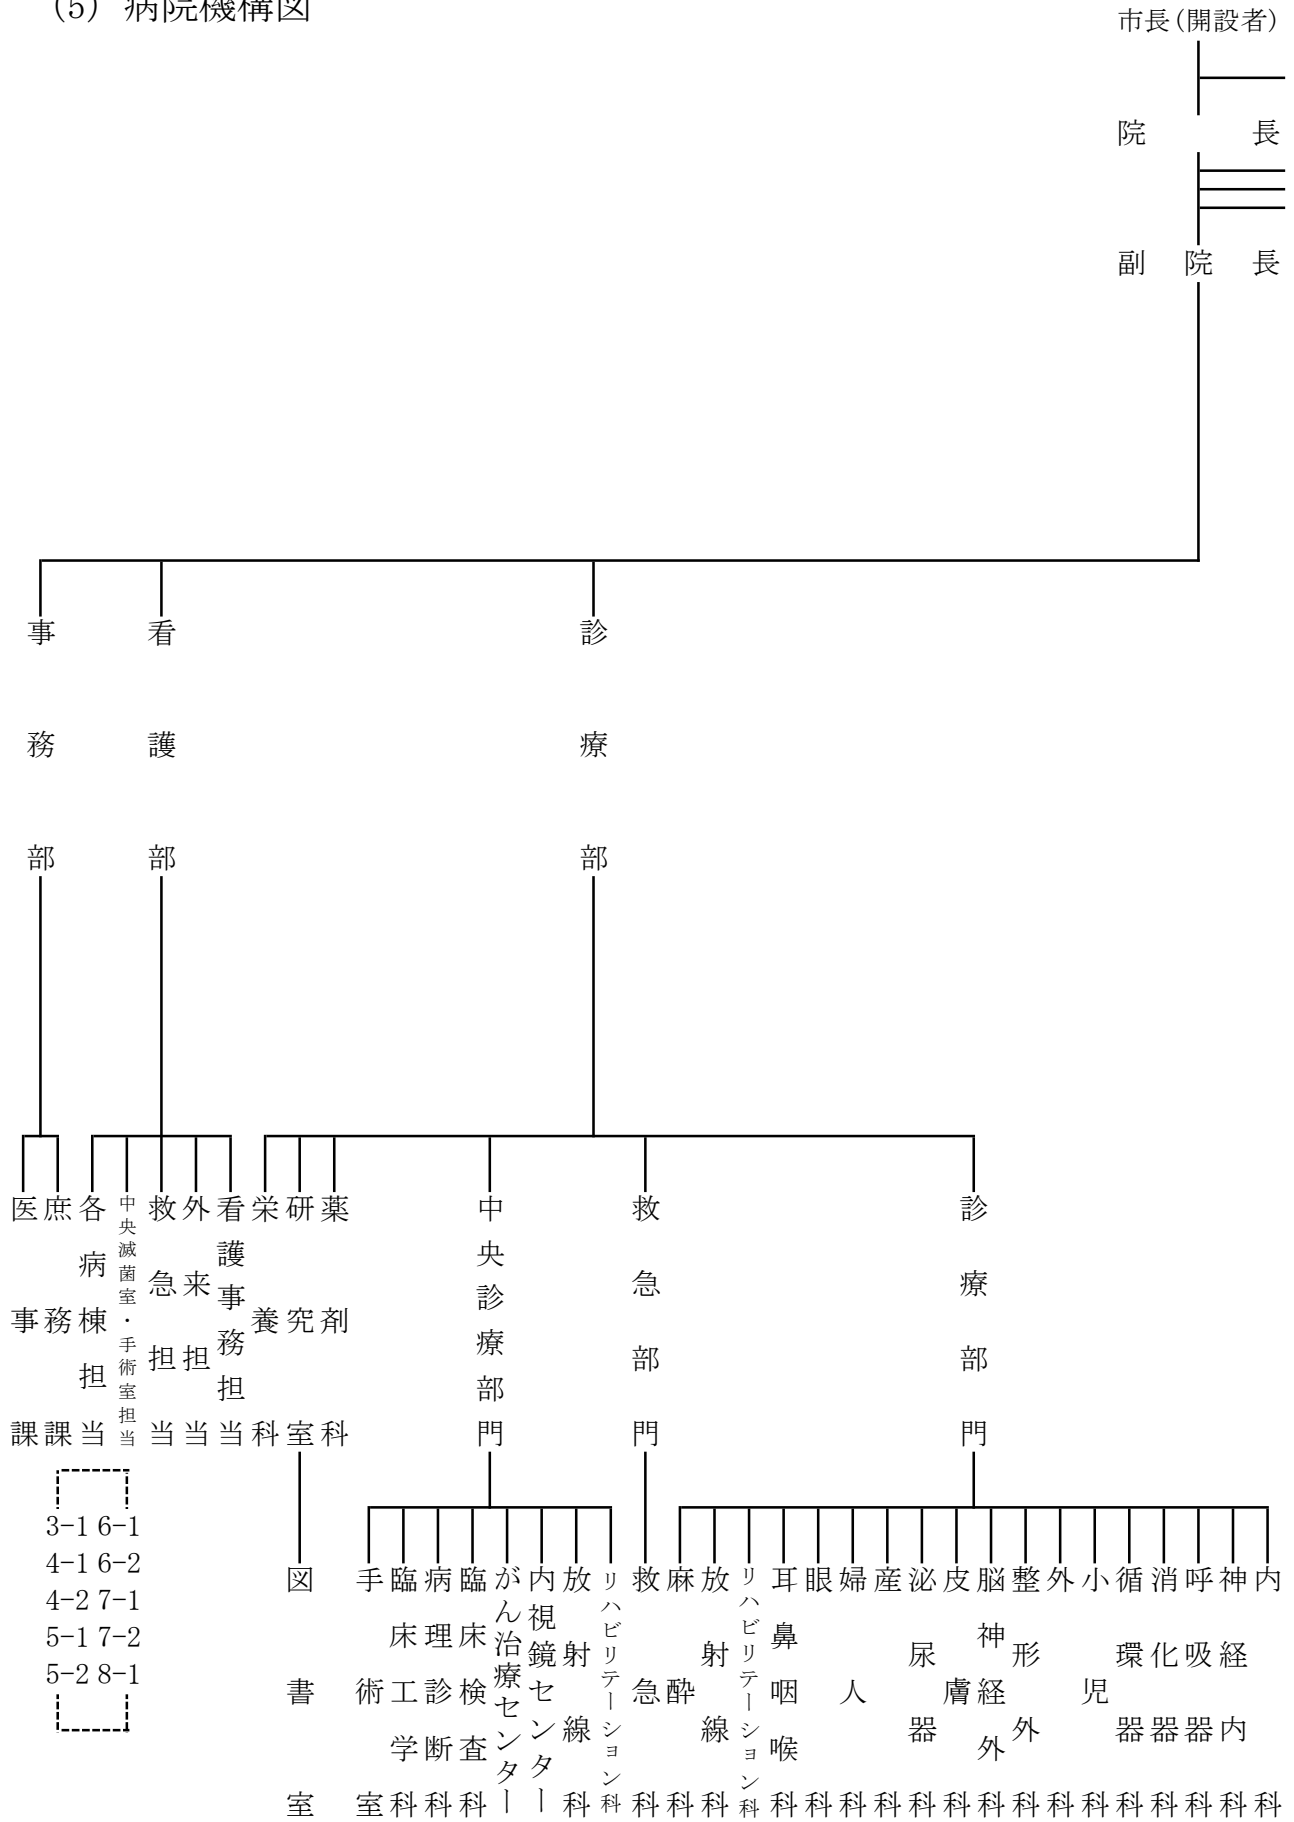 (5) 病院機構図
市長(開設者)
院長
副院長
診療部
看護部
事務部
診療部門
救急部門
中央診療部門
薬剤科
研究室
栄養科
看護事務担当
外来担当
救急担当
中央滅菌室・手術室担当
各病棟担当
庶務課
医事課
3-1 6-1
4-1 6-2
4-2 7-1
5-1 7-2
5-2 8-1
内科
神経内科
呼吸器科
消化器科
循環器科
小児科
外科
整形外科
脳神経外科
皮膚科
泌尿器科
産科
婦人科
眼科
耳鼻咽喉科
リハビリテーション科
放射線科
麻酔科
救急科
リハビリテーション科
放射線科
内視鏡センター
がん治療センター
臨床検査科
病理診断科
臨床工学科
手術室
図書室